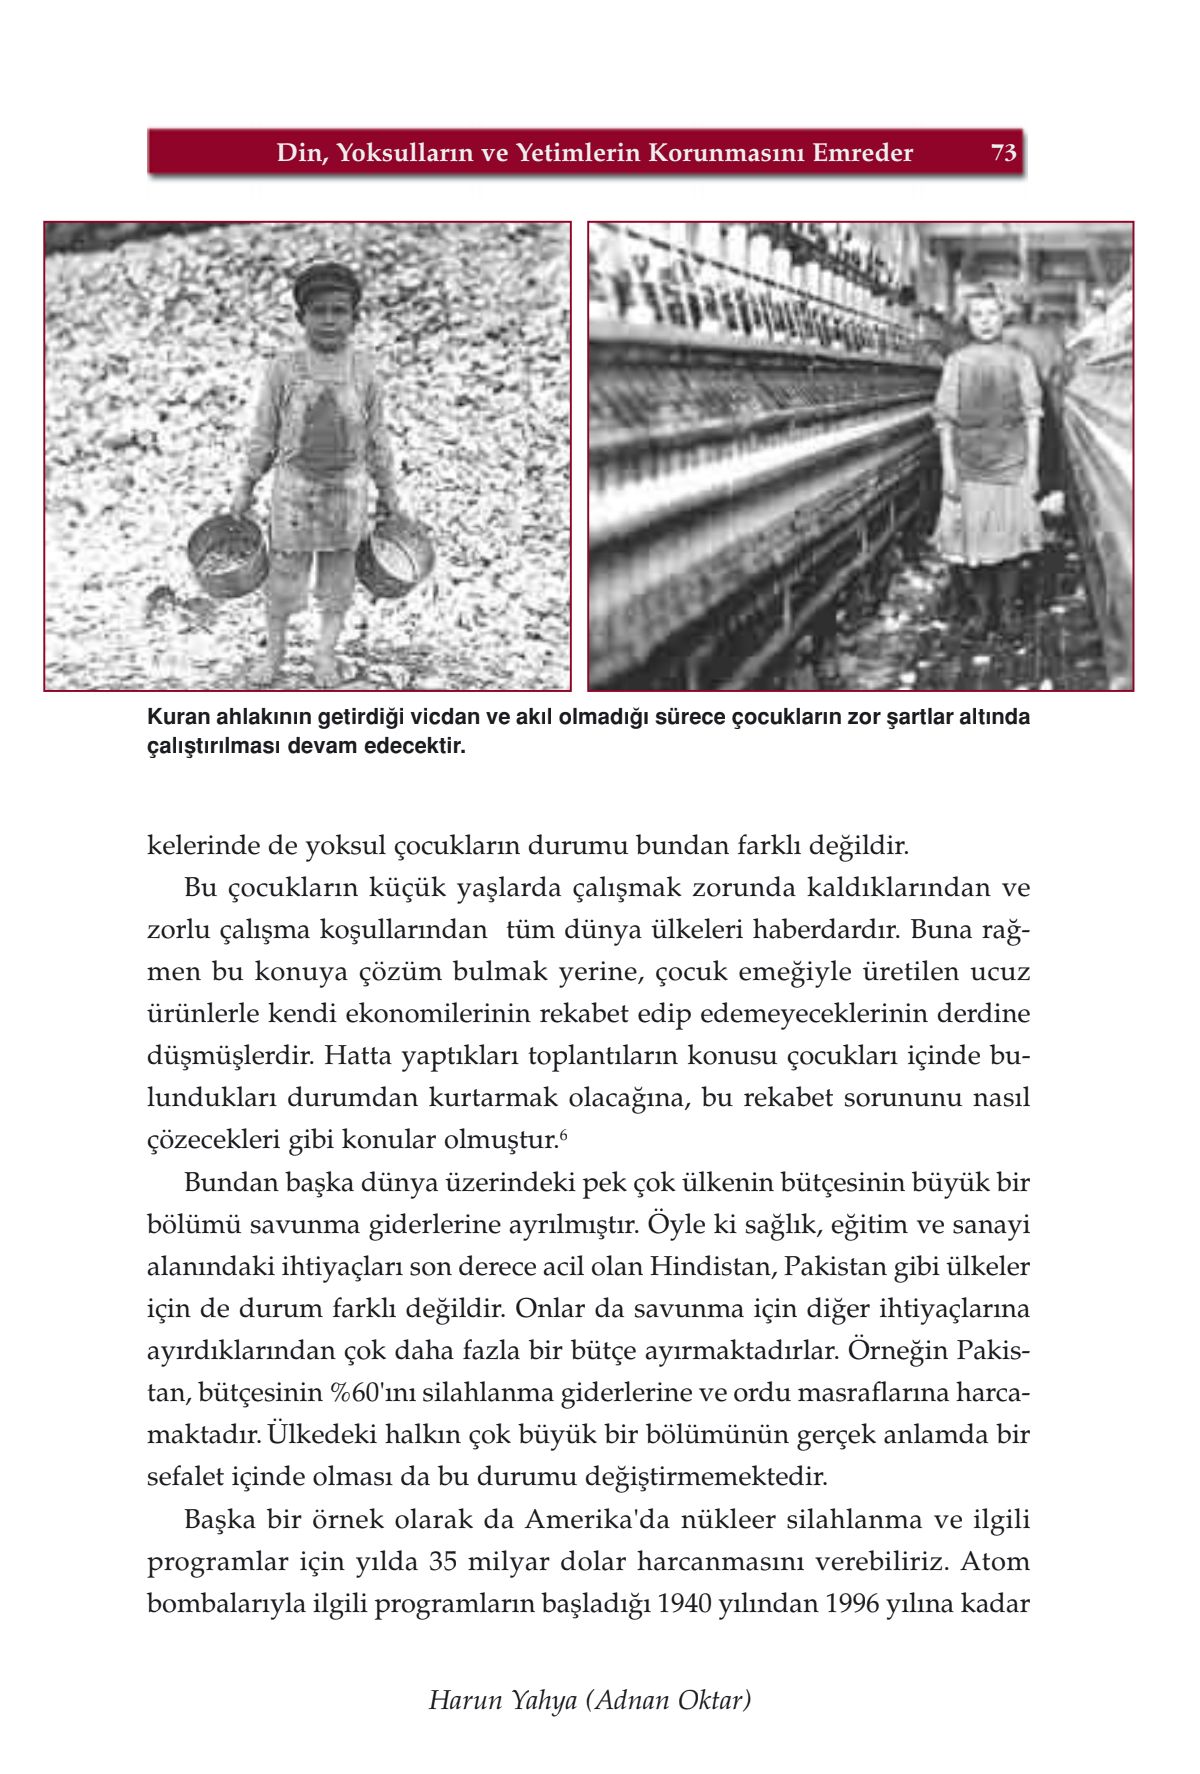 Din, Yoksulların ve Yetimlerin Korunmasını Emreder 73
Kuran ahlakının getirdiği vicdan ve akıl olmadığı sürece çocukların zor şartlar altında
çalıştırılması devam edecektir.
kelerinde de yoksul çocukların durumu bundan farklı değildir.
Bu çocukların küçük yaşlarda çalışmak zorunda kaldıklarından ve
zorlu çalışma koşullarından  tüm dünya ülkeleri haberdardır. Buna rağ-
men bu konuya çözüm bulmak yerine, çocuk emeğiyle üretilen ucuz
ürünlerle kendi ekonomilerinin rekabet edip edemeyeceklerinin derdine
düşmüşlerdir. Hatta yaptıkları toplantıların konusu çocukları içinde bu-
lundukları durumdan kurtarmak olacağına, bu rekabet sorununu nasıl
çözecekleri gibi konular olmuştur.⁶
Bundan başka dünya üzerindeki pek çok ülkenin bütçesinin büyük bir
bölümü savunma giderlerine ayrılmıştır. Öyle ki sağlık, eğitim ve sanayi
alanındaki ihtiyaçları son derece acil olan Hindistan, Pakistan gibi ülkeler
için de durum farklı değildir. Onlar da savunma için diğer ihtiyaçlarına
ayırdıklarından çok daha fazla bir bütçe ayırmaktadırlar. Örneğin Pakis-
tan, bütçesinin %60'ını silahlanma giderlerine ve ordu masraflarına harca-
maktadır. Ülkedeki halkın çok büyük bir bölümünün gerçek anlamda bir
sefalet içinde olması da bu durumu değiştirmemektedir.
Başka bir örnek olarak da Amerika'da nükleer silahlanma ve ilgili
programlar için yılda 35 milyar dolar harcanmasını verebiliriz. Atom
bombalarıyla ilgili programların başladığı 1940 yılından 1996 yılına kadar
Harun Yahya (Adnan Oktar)